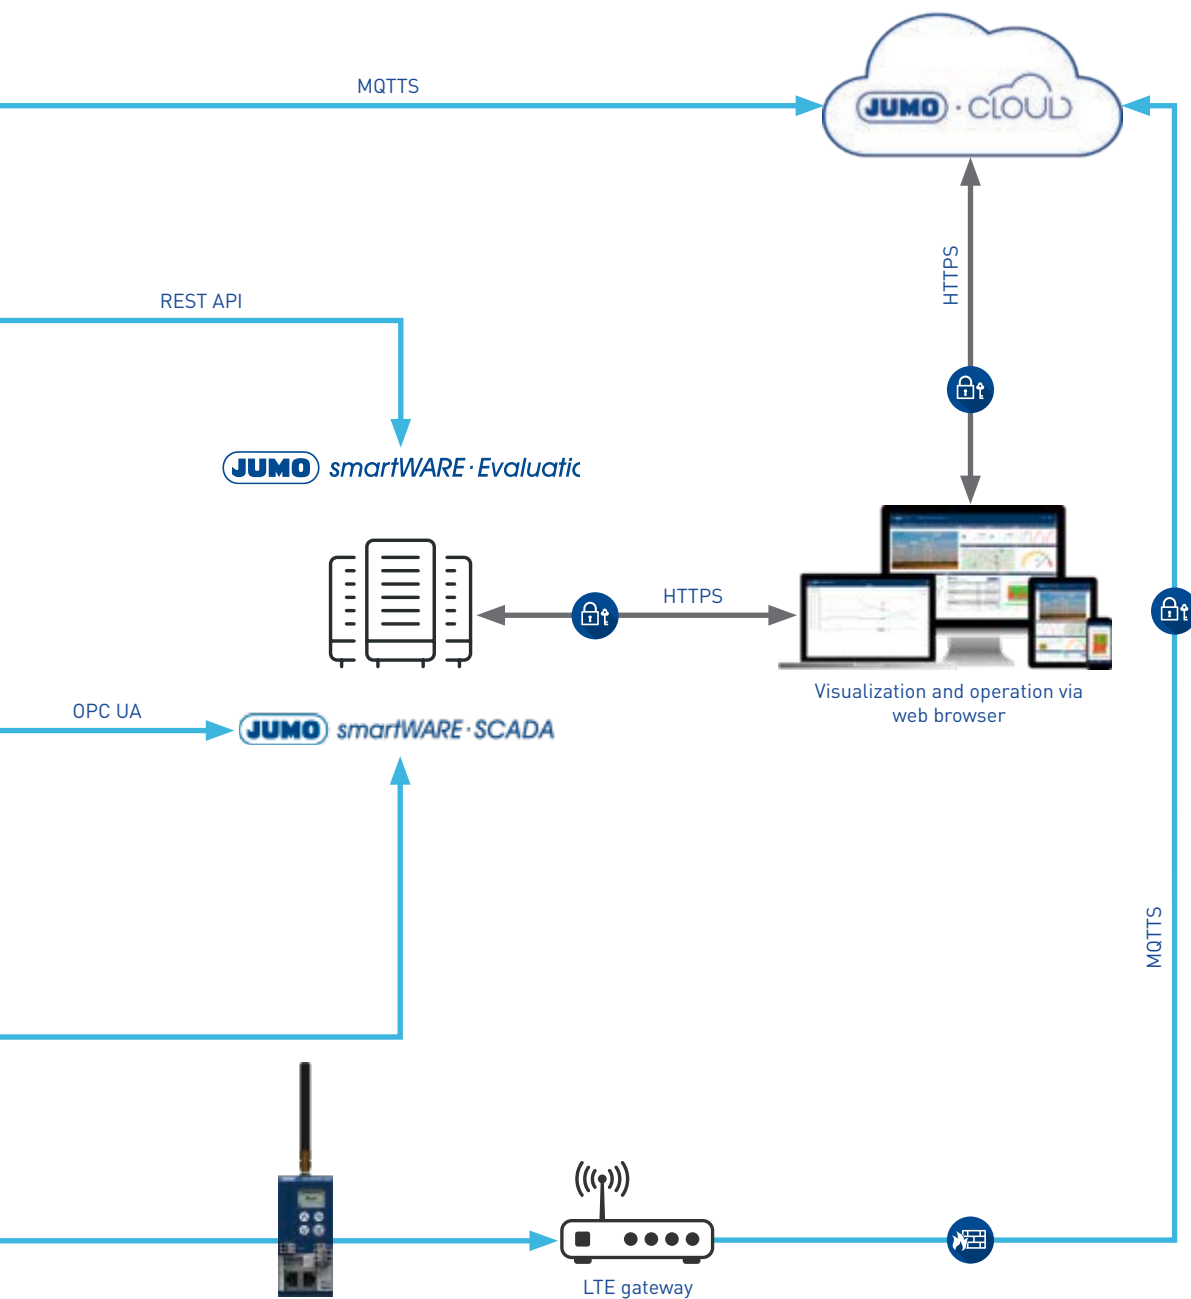 MQTTS
JUMO · CLOUD
HTTPS
REST API
JUMO smartWARE · Evaluatic
HTTPS
Visualization and operation via
web browser
OPC UA
JUMO smartWARE · SCADA
MQTTS
LTE gateway